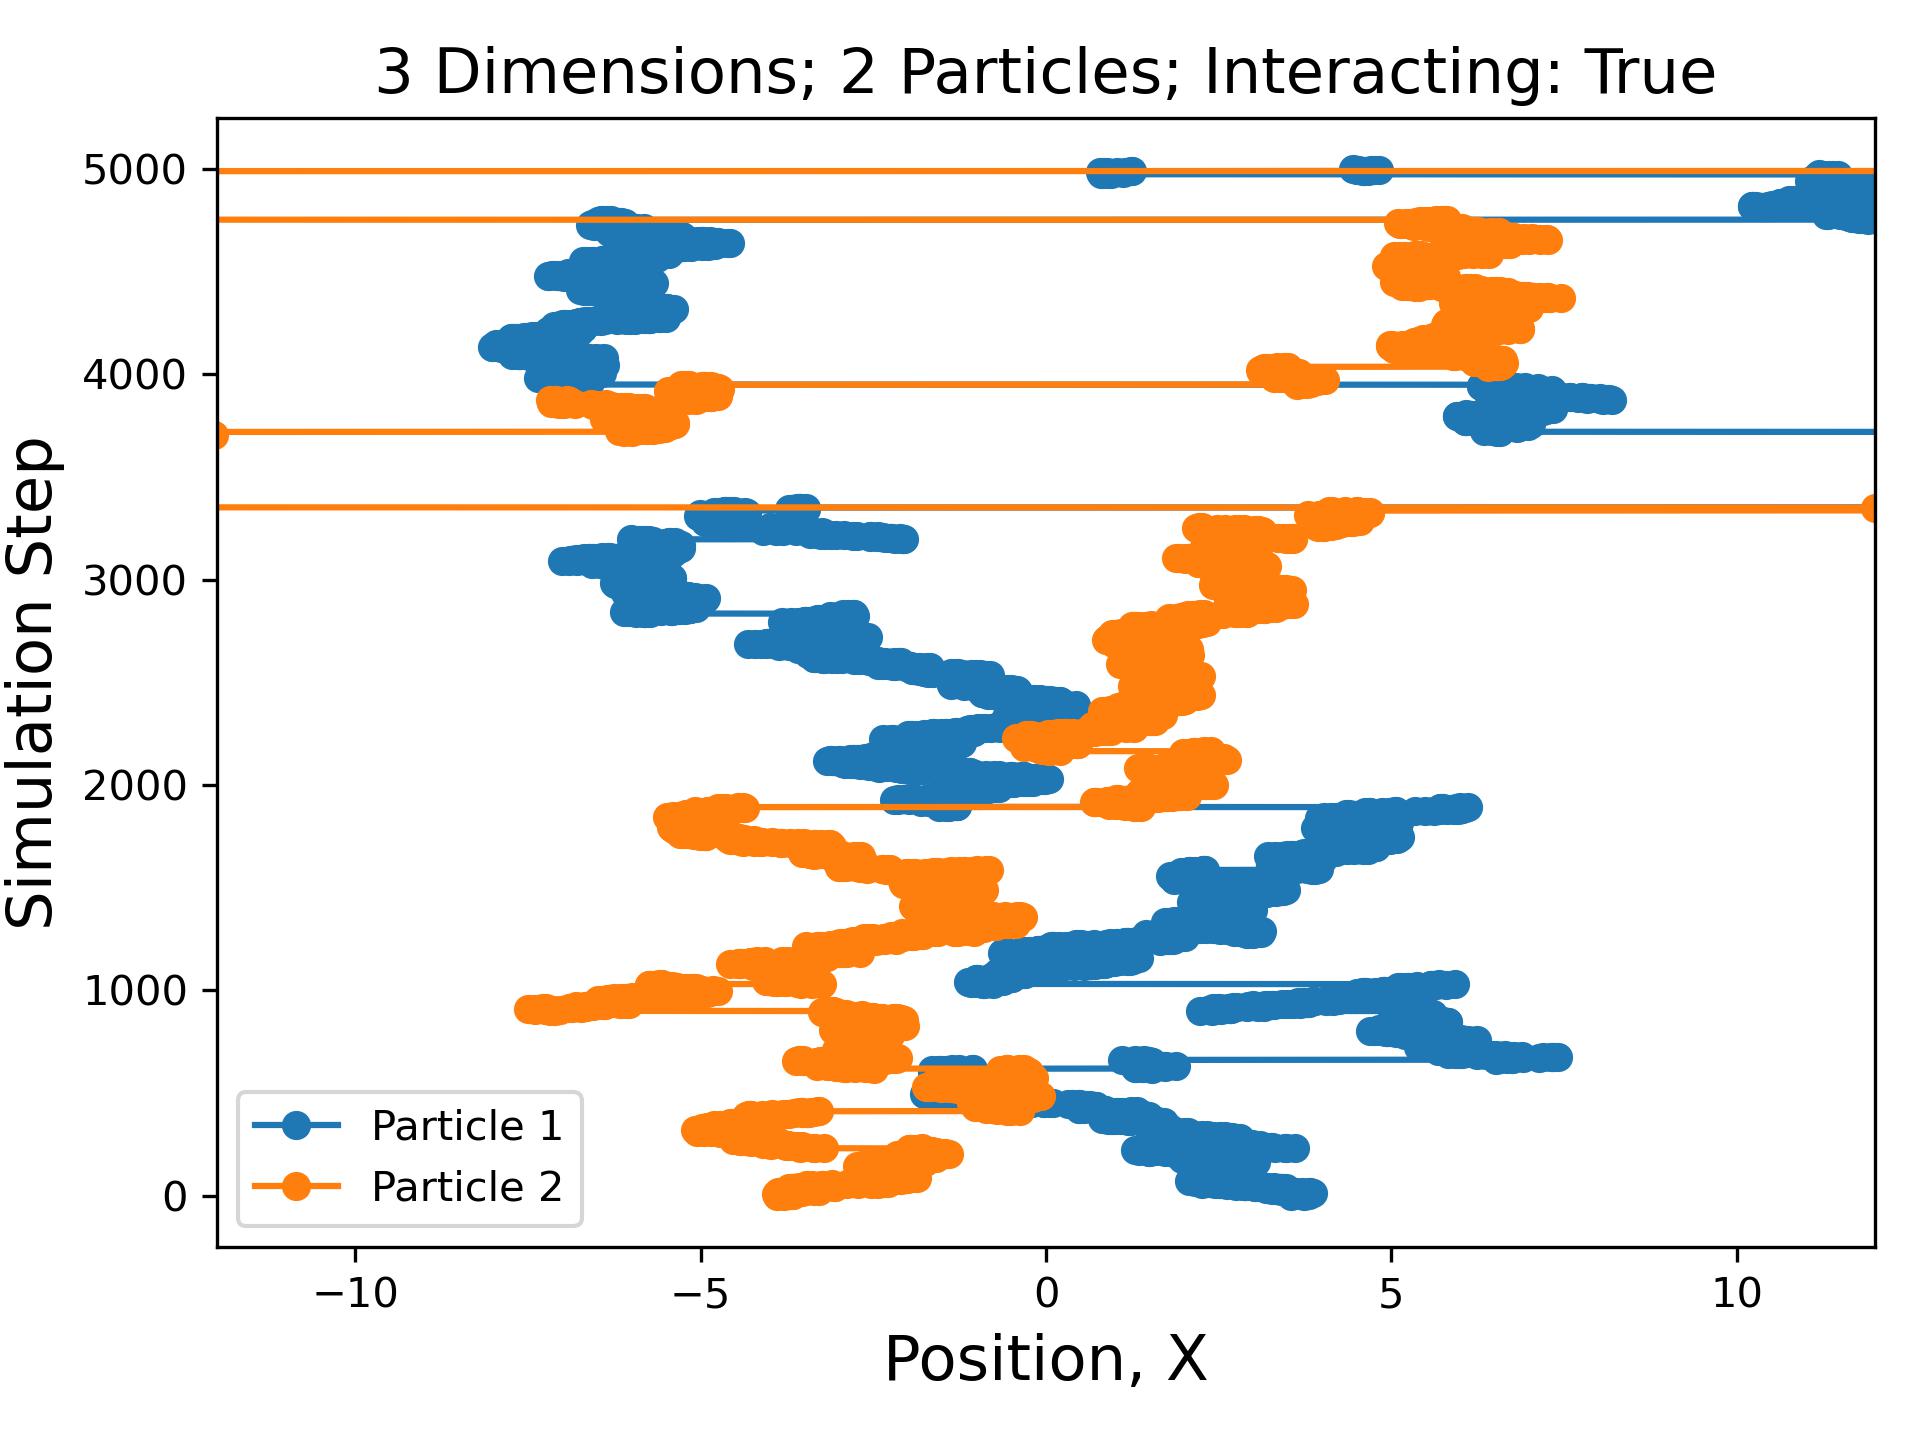 3 Dimensions; 2 Particles; Interacting: True
Simulation Step
5000
4000
3000
2000
1000
0
Particle 1
Particle 2
−10
−5
0
5
10
Position, X